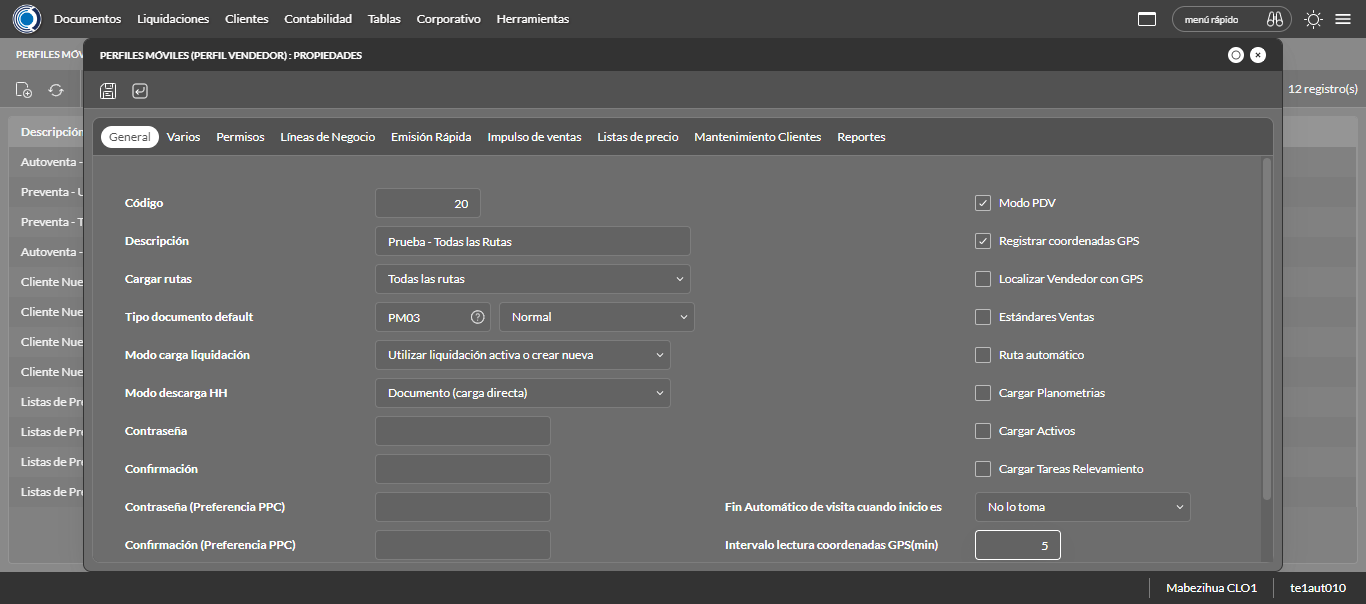 Documentos Liquidaciones Clientes Contabilidad Tablas Corporativo Herramientas menú rápido
PERFILES MÓV
PERFILES MÓVILES (PERFIL VENDEDOR) : PROPIEDADES
12 registro(s)
General Varios Permisos Líneas de Negocio Emisión Rápida Impulso de ventas Listas de precio Mantenimiento Clientes Reportes
Descripción
Autoventa -
Preventa - U
Preventa - T
Autoventa -
Cliente Nue
Cliente Nue
Cliente Nue
Cliente Nue
Listas de Pre
Listas de Pre
Listas de Pre
Listas de Pre
Código 20 Modo PDV
Descripción Prueba - Todas las Rutas Registrar coordenadas GPS
Cargar rutas Todas las rutas Localizar Vendedor con GPS
Tipo documento default PM03 Normal Estándares Ventas
Modo carga liquidación Utilizar liquidación activa o crear nueva Ruta automático
Modo descarga HH Documento (carga directa) Cargar Planometrias
Contraseña Cargar Activos
Confirmación Cargar Tareas Relevamiento
Contraseña (Preferencia PPC) Fin Automático de visita cuando inicio es No lo toma
Confirmación (Preferencia PPC) Intervalo lectura coordenadas GPS(min) 5
Mabezihua CLO1 te1aut010